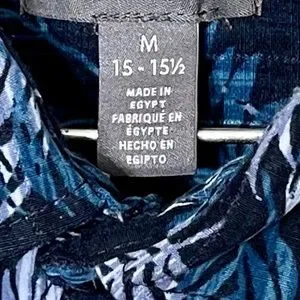 M
15 - 15½
MADE IN
EGYPT
FABRIQUÉ EN
ÉGYPTE
HECHO EN
EGIPTO